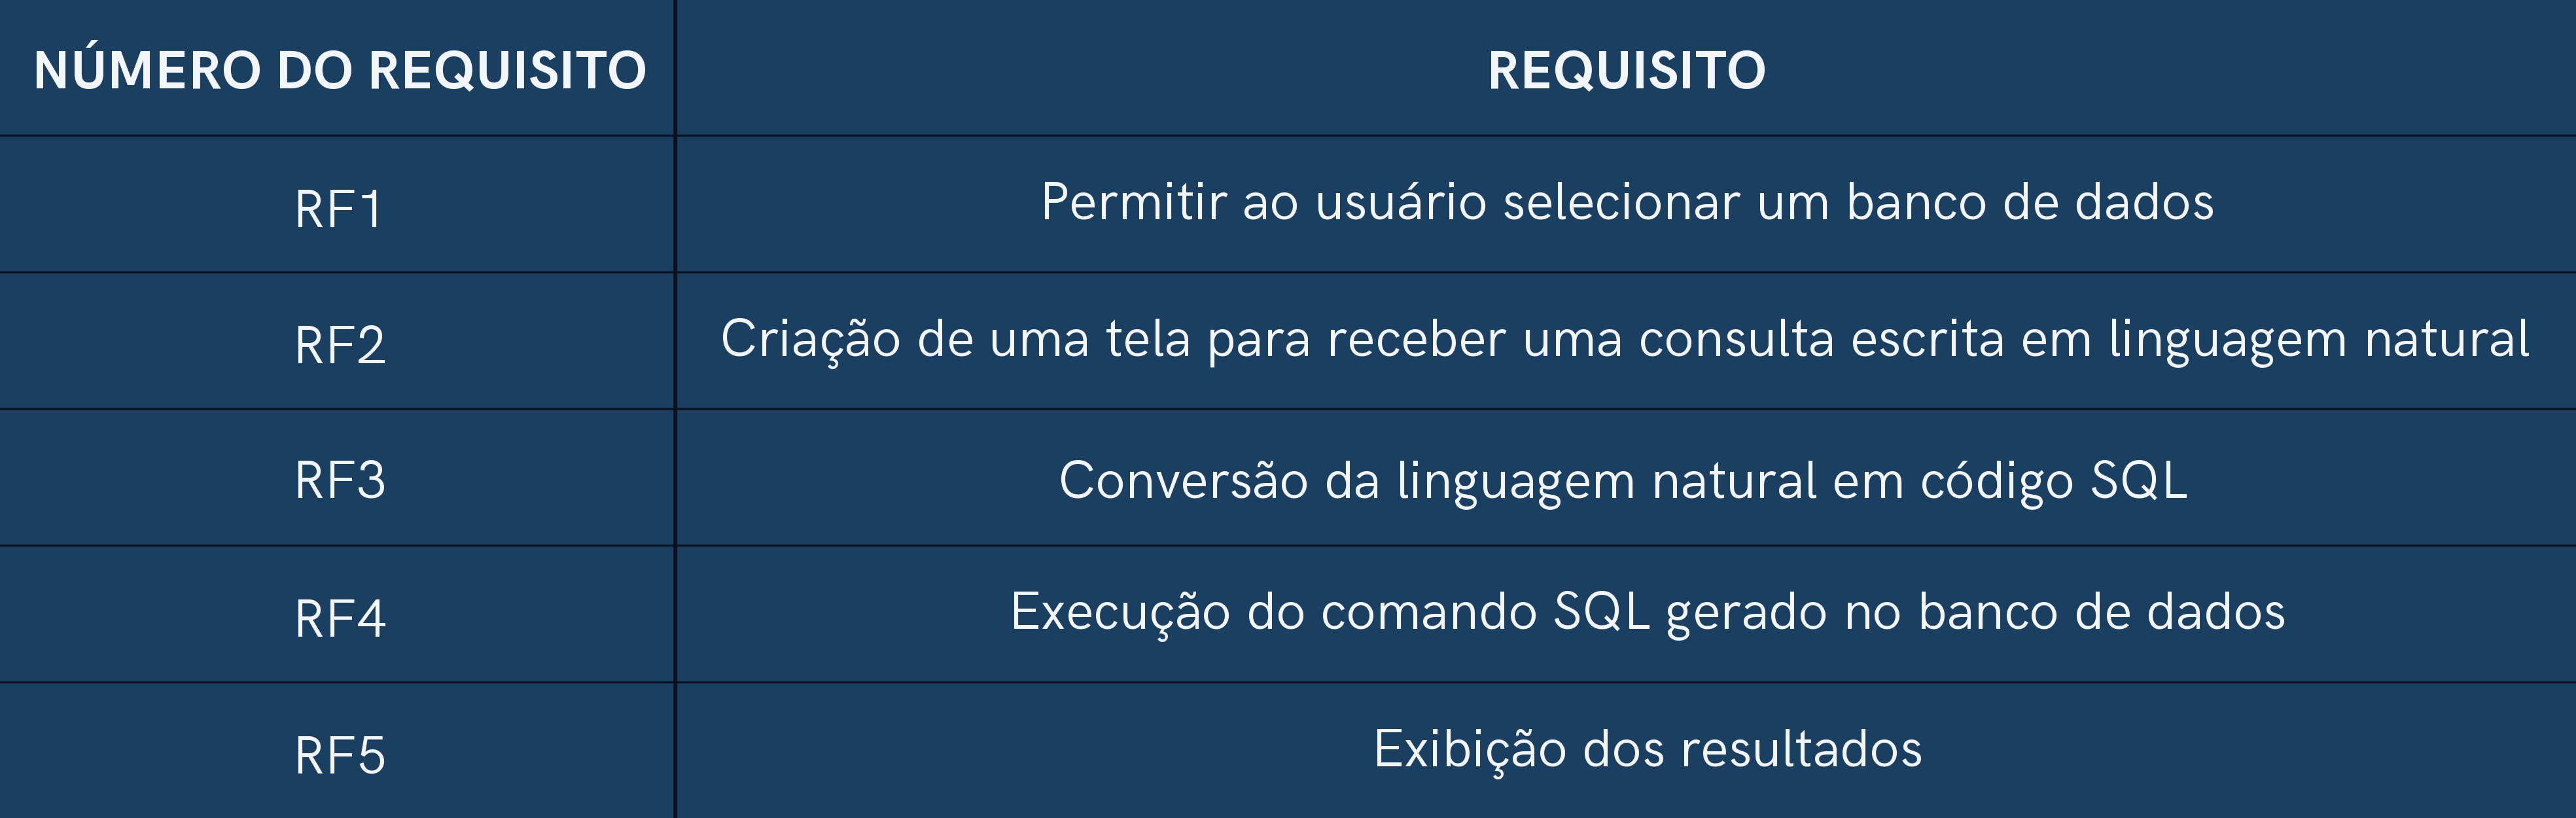 NÚMERO DO REQUISITO
REQUISITO
RF1
Permitir ao usuário selecionar um banco de dados
RF2
Criação de uma tela para receber uma consulta escrita em linguagem natural
RF3
Conversão da linguagem natural em código SQL
RF4
Execução do comando SQL gerado no banco de dados
RF5
Exibição dos resultados